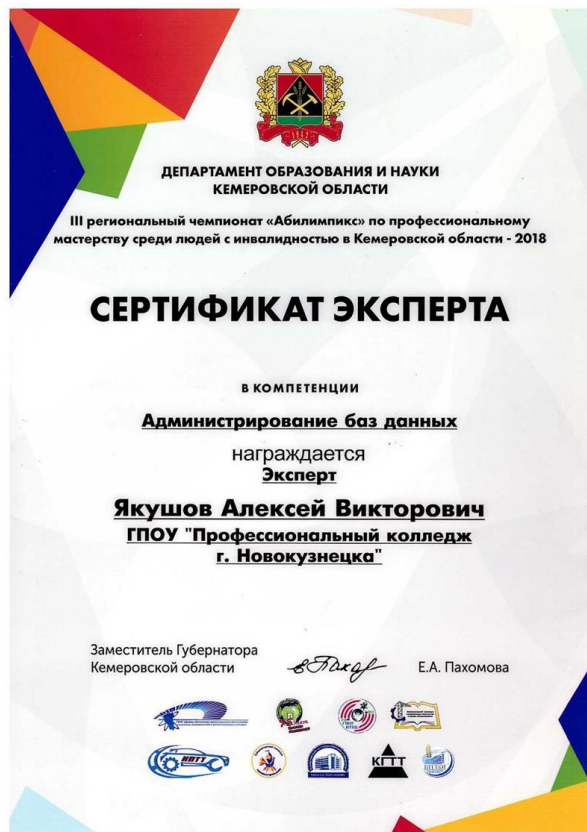 1943
ДЕПАРТАМЕНТ ОБРАЗОВАНИЯ И НАУКИ
КЕМЕРОВСКОЙ ОБЛАСТИ
III региональный чемпионат «Абилимпикс» по профессиональному
мастерству среди людей с инвалидностью в Кемеровской области - 2018
СЕРТИФИКАТ ЭКСПЕРТА
В КОМПЕТЕНЦИИ
Администрирование баз данных
награждается
Эксперт
Якушов Алексей Викторович
ГПОУ "Профессиональный колледж
г. Новокузнецка"
Заместитель Губернатора
Кемеровской области
Е.А. Пахомова
КГТТ